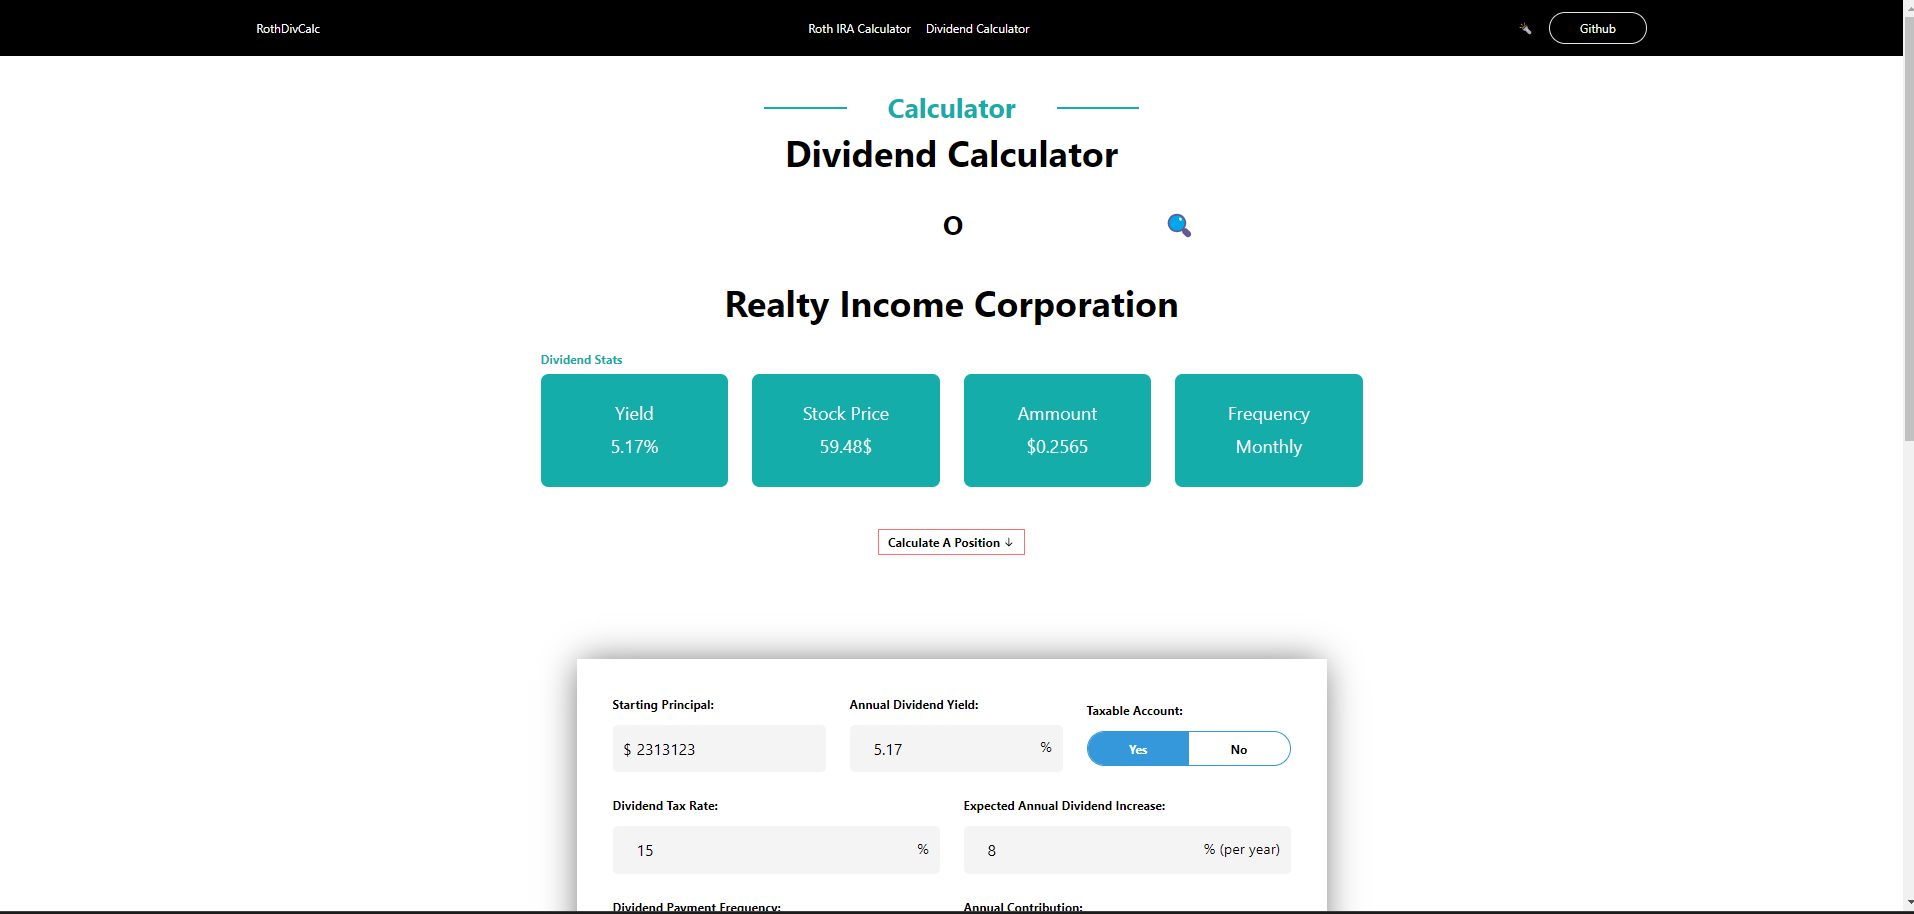 RothDivCalc
Roth IRA Calculator Dividend Calculator
Github
Calculator
Dividend Calculator
O
Realty Income Corporation
Dividend Stats
Yield
5.17%
Stock Price
59.48$
Ammount
$0.2565
Frequency
Monthly
Calculate A Position ↓
Starting Principal:
$ 2313123
Annual Dividend Yield:
5.17 %
Taxable Account:
Yes No
Dividend Tax Rate:
15 %
Expected Annual Dividend Increase:
8 % (per year)
Dividend Payment Frequency:
Annual Contribution: